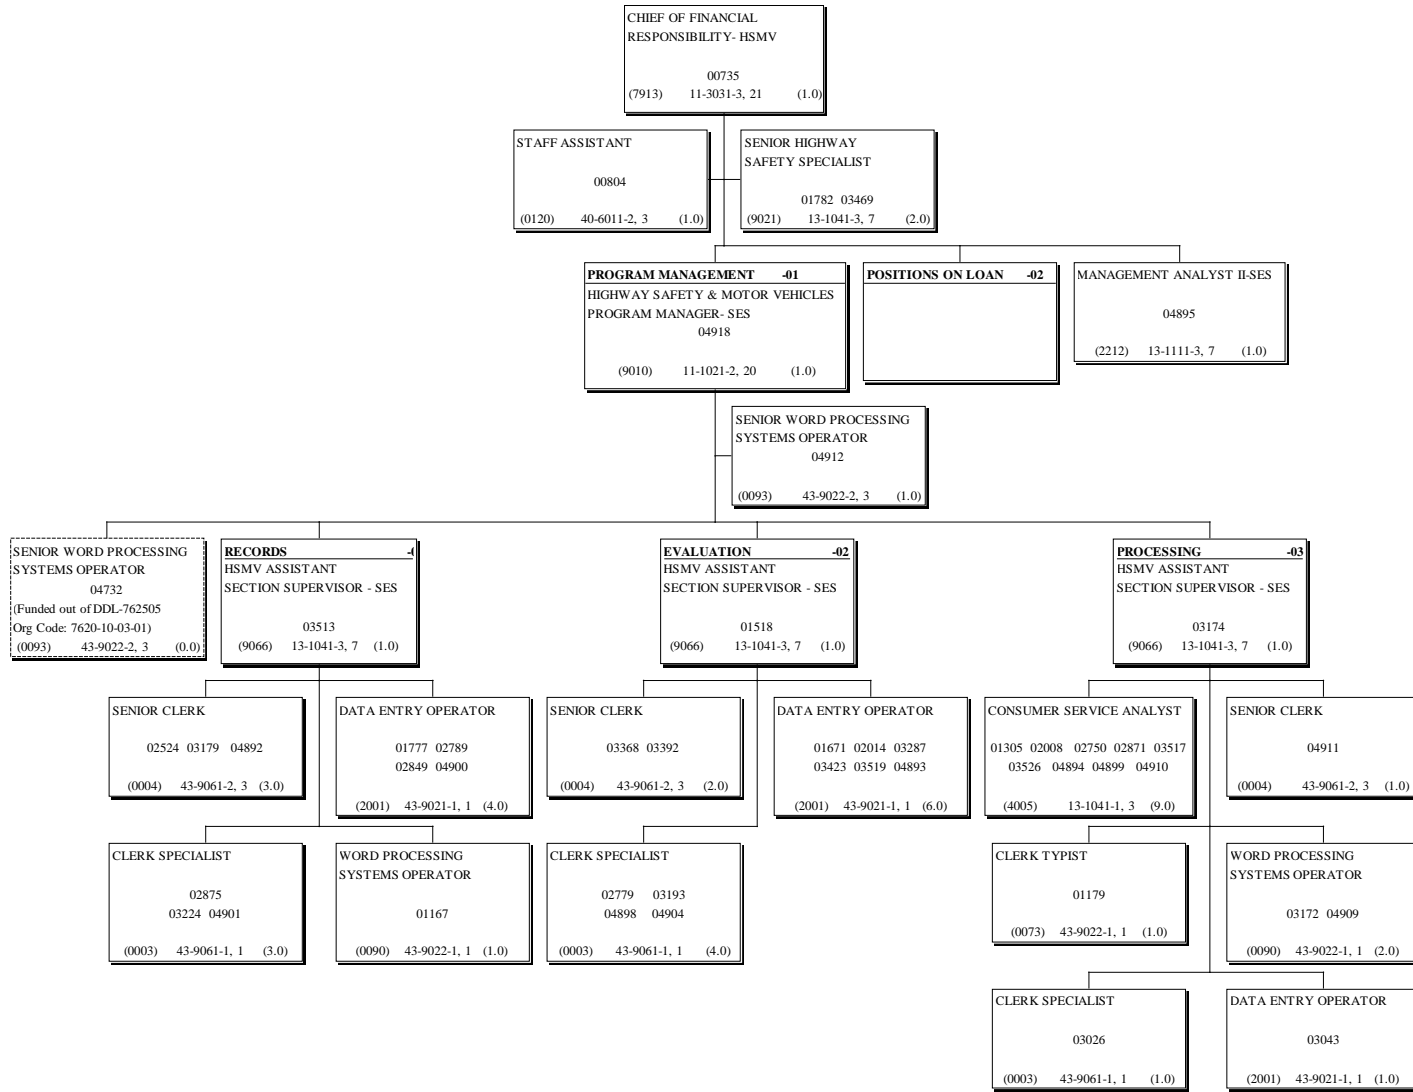 CHIEF OF FINANCIAL
RESPONSIBILITY- HSMV
00735
(7913) 11-3031-3, 21 (1.0)
STAFF ASSISTANT
00804
(0120) 40-6011-2, 3 (1.0)
SENIOR HIGHWAY
SAFETY SPECIALIST
01782 03469
(9021) 13-1041-3, 7 (2.0)
PROGRAM MANAGEMENT -01
HIGHWAY SAFETY & MOTOR VEHICLES
PROGRAM MANAGER- SES
04918
(9010) 11-1021-2, 20 (1.0)
POSITIONS ON LOAN -02
MANAGEMENT ANALYST II-SES
04895
(2212) 13-1111-3, 7 (1.0)
SENIOR WORD PROCESSING
SYSTEMS OPERATOR
04912
(0093) 43-9022-2, 3 (1.0)
SENIOR WORD PROCESSING
SYSTEMS OPERATOR
04732
(Funded out of DDL-762505
Org Code: 7620-10-03-01)
(0093) 43-9022-2, 3 (0.0)
RECORDS
HSMV ASSISTANT
SECTION SUPERVISOR - SES
03513
(9066) 13-1041-3, 7 (1.0)
EVALUATION -02
HSMV ASSISTANT
SECTION SUPERVISOR - SES
01518
(9066) 13-1041-3, 7 (1.0)
PROCESSING -03
HSMV ASSISTANT
SECTION SUPERVISOR - SES
03174
(9066) 13-1041-3, 7 (1.0)
SENIOR CLERK
02524 03179 04892
(0004) 43-9061-2, 3 (3.0)
DATA ENTRY OPERATOR
01777 02789
02849 04900
(2001) 43-9021-1, 1 (4.0)
SENIOR CLERK
03368 03392
(0004) 43-9061-2, 3 (2.0)
DATA ENTRY OPERATOR
01671 02014 03287
03423 03519 04893
(2001) 43-9021-1, 1 (6.0)
CONSUMER SERVICE ANALYST
01305 02008 02750 02871 03517
03526 04894 04899 04910
(4005) 13-1041-1, 3 (9.0)
SENIOR CLERK
04911
(0004) 43-9061-2, 3 (1.0)
CLERK SPECIALIST
02875
03224 04901
(0003) 43-9061-1, 1 (3.0)
WORD PROCESSING
SYSTEMS OPERATOR
01167
(0090) 43-9022-1, 1 (1.0)
CLERK SPECIALIST
02779 03193
04898 04904
(0003) 43-9061-1, 1 (4.0)
CLERK TYPIST
01179
(0073) 43-9022-1, 1 (1.0)
WORD PROCESSING
SYSTEMS OPERATOR
03172 04909
(0090) 43-9022-1, 1 (2.0)
CLERK SPECIALIST
03026
(0003) 43-9061-1, 1 (1.0)
DATA ENTRY OPERATOR
03043
(2001) 43-9021-1, 1 (1.0)